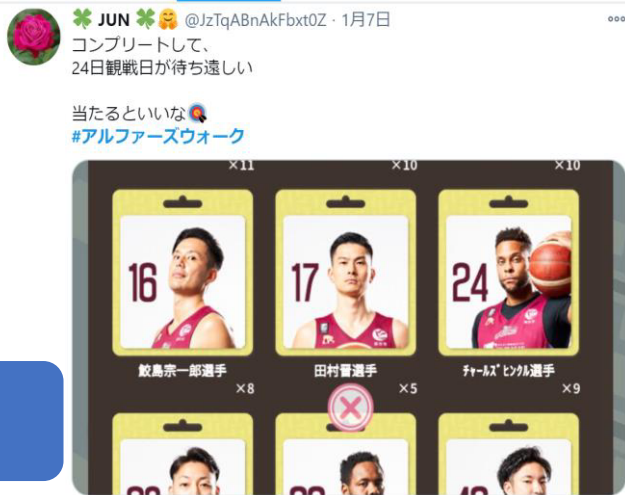 🍀 JUN 🍀🤗 @JzTqABnAkFbxt0Z · 1月7日
コンプリートして、
24日観戦日が待ち遠しい
当たるといいな🎯
#アルファーズウォーク
×11 ×10 ×10
16 17 24
鮫島宗一郎選手 田村晋選手 チャールズヒンクル選手
×8 ×5 ×9